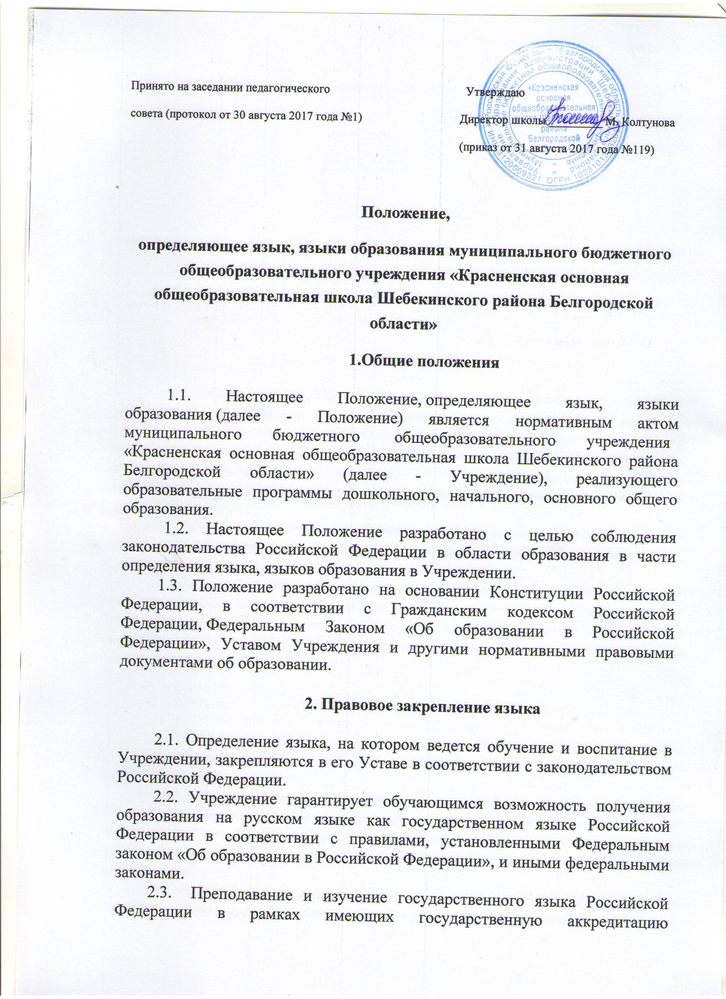 Принято на заседании педагогического
совета (протокол от 30 августа 2017 года №1)
Утверждаю
Директор школы М. Колтунова
(приказ от 31 августа 2017 года №119)
«Красненская
основная
общеобразовательная
школа
района
Белгородской
Положение,
определяющее язык, языки образования муниципального бюджетного
общеобразовательного учреждения «Красненская основная
общеобразовательная школа Шебекинского района Белгородской
области»
1.Общие положения
1.1. Настоящее Положение, определяющее язык, языки
образования (далее - Положение) является нормативным актом
муниципального бюджетного общеобразовательного учреждения
«Красненская основная общеобразовательная школа Шебекинского района
Белгородской области» (далее - Учреждение), реализующего
образовательные программы дошкольного, начального, основного общего
образования.
1.2. Настоящее Положение разработано с целью соблюдения
законодательства Российской Федерации в области образования в части
определения языка, языков образования в Учреждении.
1.3. Положение разработано на основании Конституции Российской
Федерации, в соответствии с Гражданским кодексом Российской
Федерации, Федеральным Законом «Об образовании в Российской
Федерации», Уставом Учреждения и другими нормативными правовыми
документами об образовании.
2. Правовое закрепление языка
2.1. Определение языка, на котором ведется обучение и воспитание в
Учреждении, закрепляются в его Уставе в соответствии с законодательством
Российской Федерации.
2.2. Учреждение гарантирует обучающимся возможность получения
образования на русском языке как государственном языке Российской
Федерации в соответствии с правилами, установленными Федеральным
законом «Об образовании в Российской Федерации», и иными федеральными
законами.
2.3. Преподавание и изучение государственного языка Российской
Федерации в рамках имеющих государственную аккредитацию